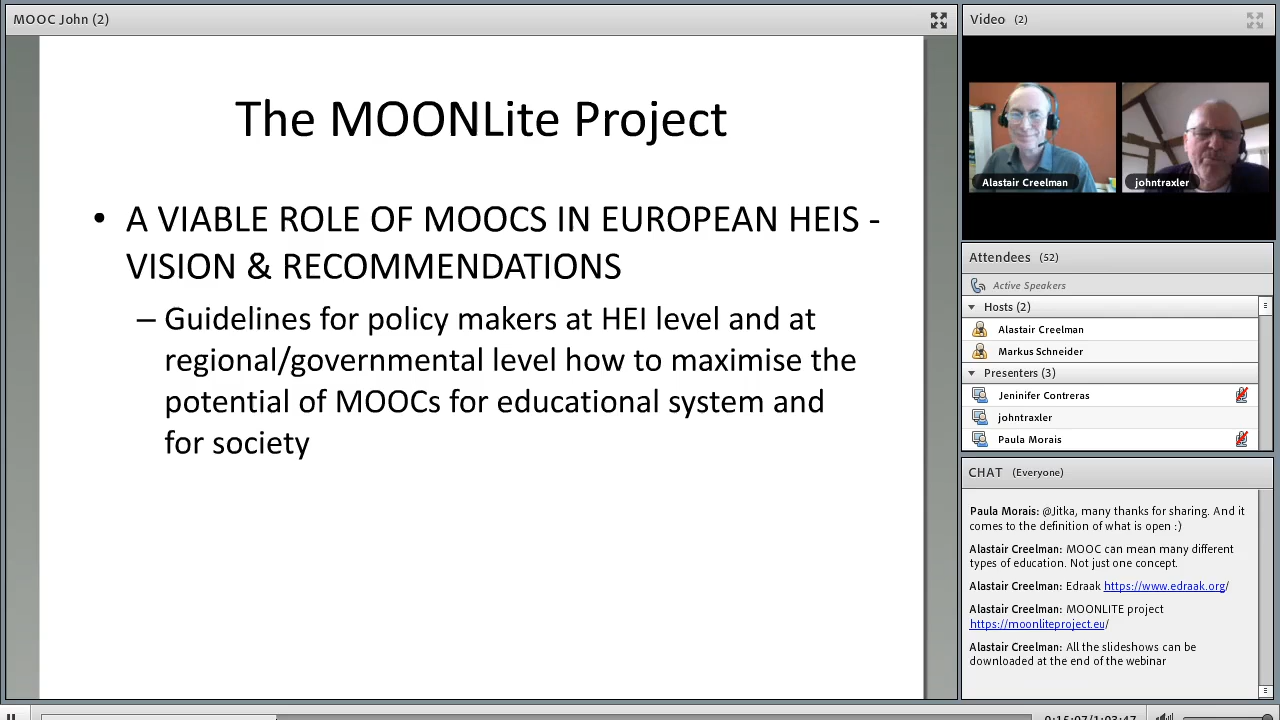 MOOC John (2)
The MOONLite Project
• A VIABLE ROLE OF MOOCS IN EUROPEAN HEIS -
VISION & RECOMMENDATIONS
– Guidelines for policy makers at HEI level and at
regional/governmental level how to maximise the
potential of MOOCs for educational system and
for society
Video (2)
Alastair Creelman
johntraxler
Attendees (52)
Active Speakers
Hosts (2)
Alastair Creelman
Markus Schneider
Presenters (3)
Jeninifer Contreras
johntraxler
Paula Morais
CHAT (Everyone)
Paula Morais: @Jitka, many thanks for sharing. And it
comes to the definition of what is open :)
Alastair Creelman: MOOC can mean many different
types of education. Not just one concept.
Alastair Creelman: Edraak https://www.edraak.org/
Alastair Creelman: MOONLITE project
https://moonliteproject.eu/
Alastair Creelman: All the slideshows can be
downloaded at the end of the webinar
0:16:07/1:03:47